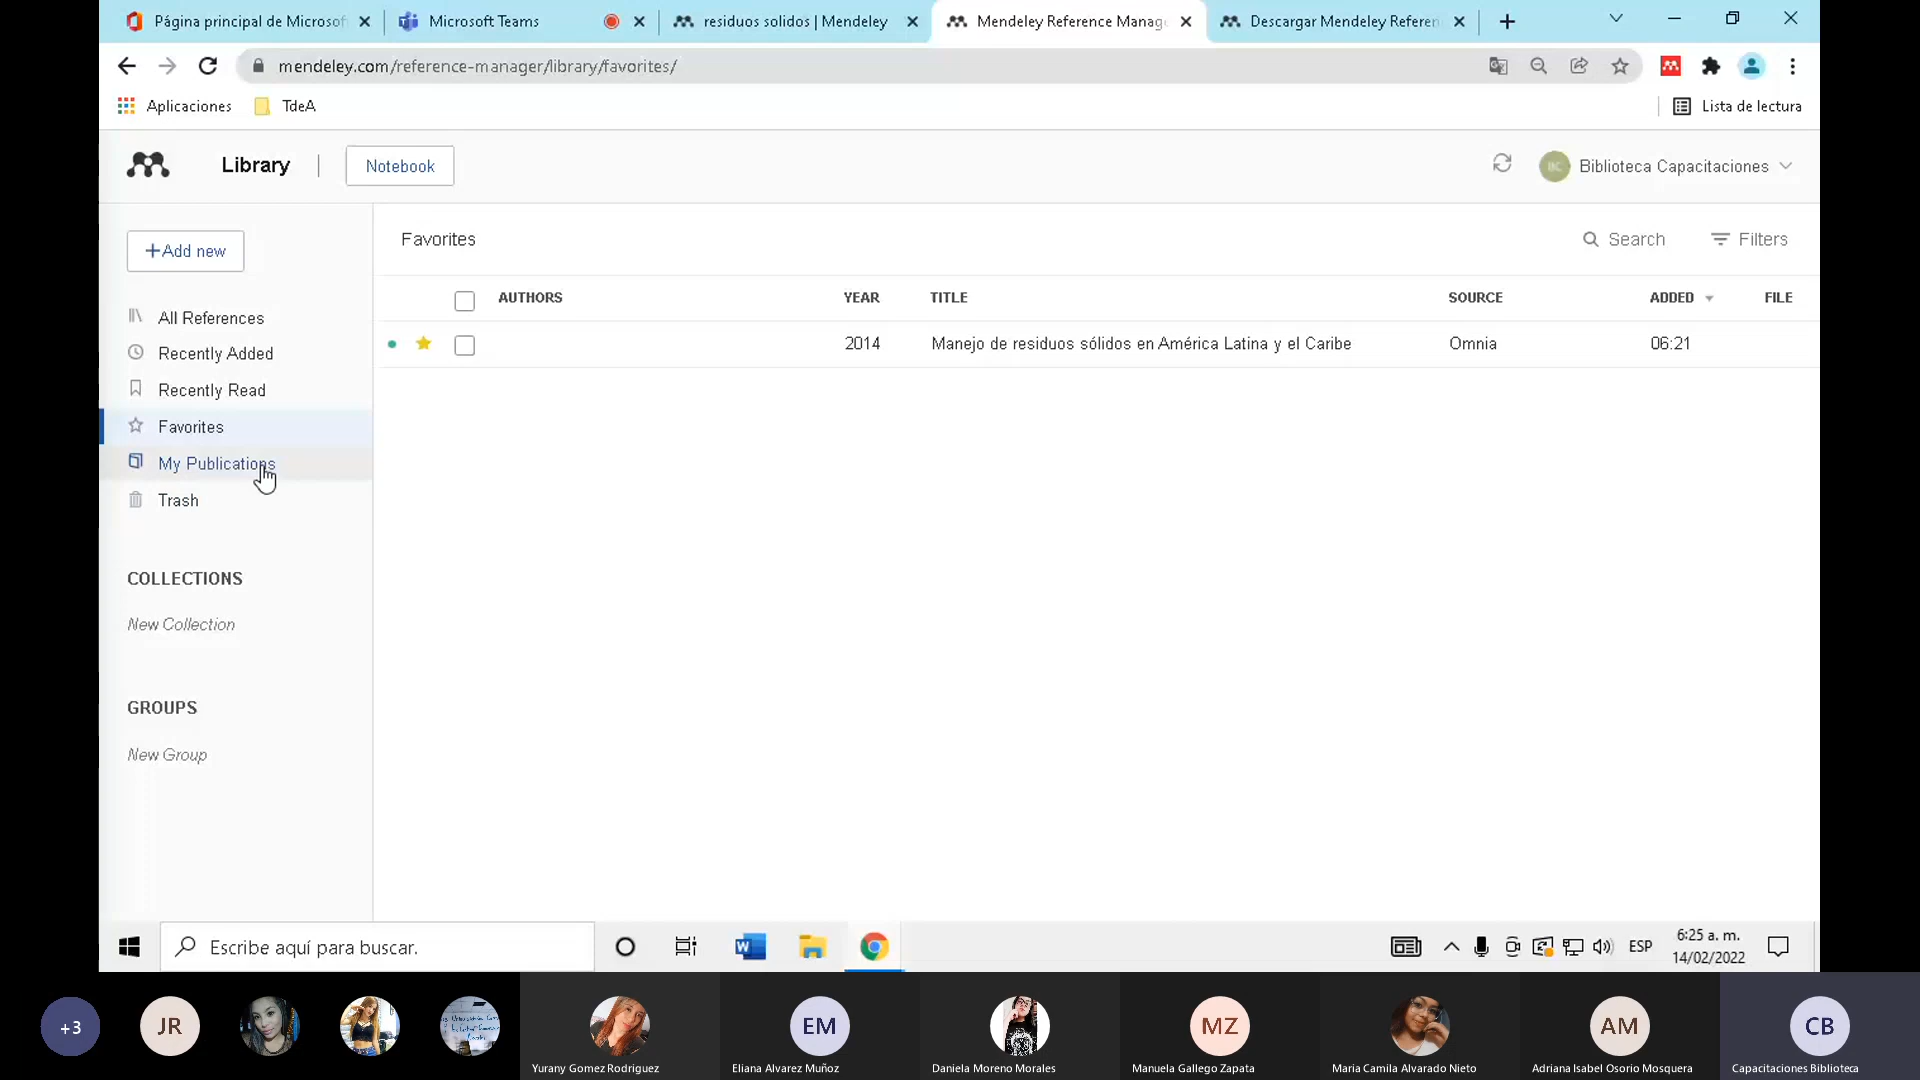 Página principal de Microsof
Microsoft Teams
residuos solidos | Mendeley
Mendeley Reference Manag
Descargar Mendeley Referen
mendeley.com/reference-manager/library/favorites/
Aplicaciones
TdeA
Lista de lectura
Library
Notebook
BC
Biblioteca Capacitaciones
+Add new
Favorites
Search
Filters
AUTHORS
YEAR
TITLE
SOURCE
ADDED
FILE
2014
Manejo de residuos sólidos en América Latina y el Caribe
Omnia
06:21
All References
Recently Added
Recently Read
Favorites
My Publications
Trash
COLLECTIONS
New Collection
GROUPS
New Group
Escribe aquí para buscar.
ESP
6:25 a. m.
14/02/2022
+3
JR
EM
MZ
AM
CB
Yurany Gomez Rodriguez
Eliana Alvarez Muñoz
Daniela Moreno Morales
Manuela Gallego Zapata
Maria Camila Alvarado Nieto
Adriana Isabel Osorio Mosquera
Capacitaciones Biblioteca